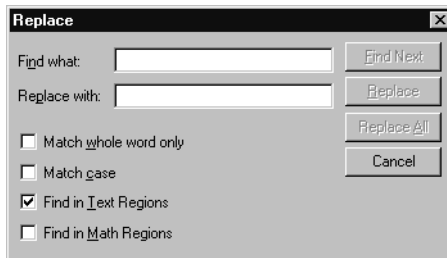 Replace
Find what:
Find Next
Replace with:
Replace
Replace All
Match whole word only
Cancel
Match case
Find in Text Regions
Find in Math Regions